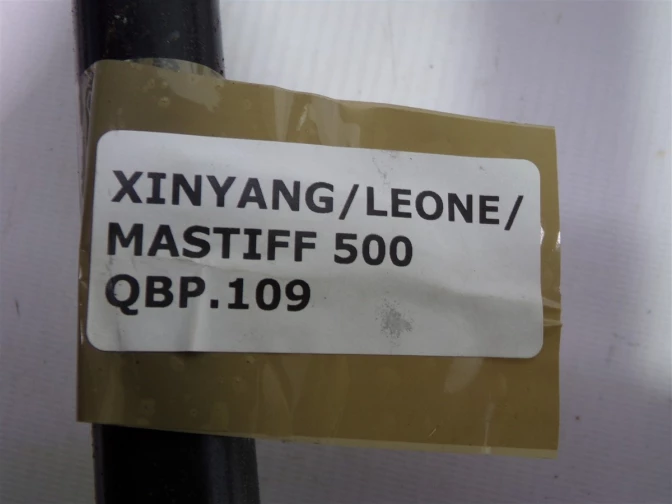 XINYANG/LEONE/
MASTIFF 500
QBP.109